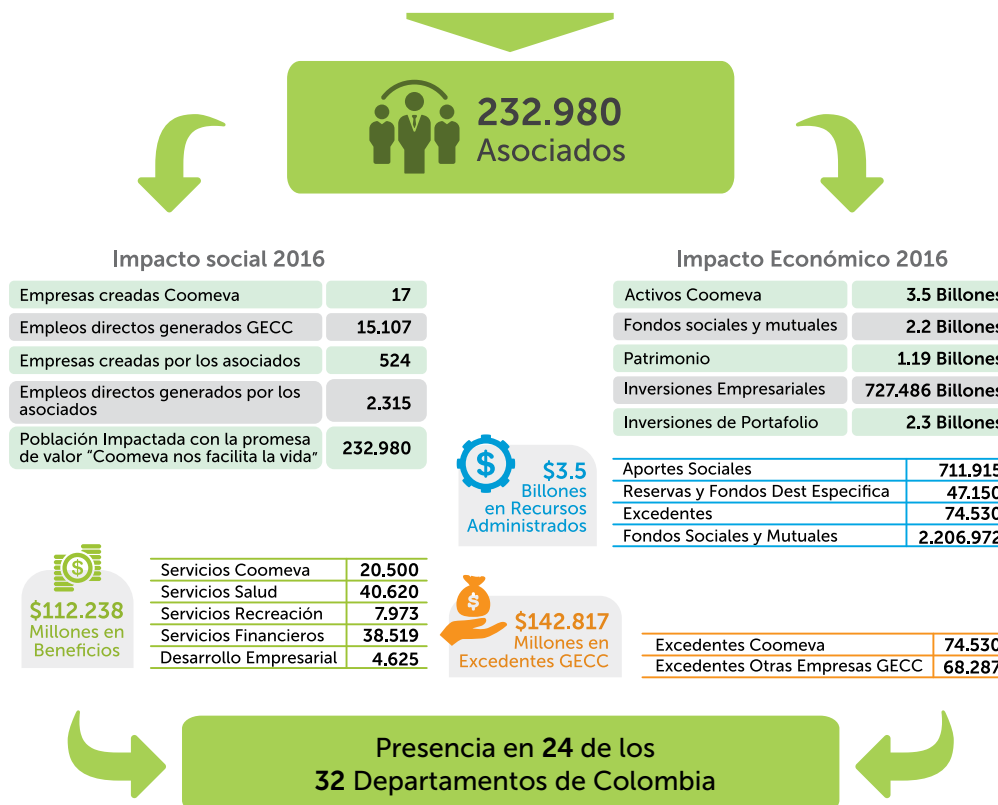 232.980
Asociados
Impacto social 2016
Empresas creadas Coomeva 17
Empleos directos generados GECC 15.107
Empresas creadas por los asociados 524
Empleos directos generados por los
asociados 2.315
Población Impactada con la promesa
de valor “Coomeva nos facilita la vida” 232.980
Impacto Económico 2016
Activos Coomeva 3.5 Billones
Fondos sociales y mutuales 2.2 Billones
Patrimonio 1.19 Billones
Inversiones Empresariales 727.486 Billones
Inversiones de Portafolio 2.3 Billones
$
$3.5
Billones
en Recursos
Administrados
Aportes Sociales 711.915
Reservas y Fondos Dest Especifica 47.150
Excedentes 74.530
Fondos Sociales y Mutuales 2.206.972
$
$112.238
Millones en
Beneficios
Servicios Coomeva 20.500
Servicios Salud 40.620
Servicios Recreación 7.973
Servicios Financieros 38.519
Desarrollo Empresarial 4.625
$
$142.817
Millones en
Excedentes GECC
Excedentes Coomeva 74.530
Excedentes Otras Empresas GECC 68.287
Presencia en 24 de los
32 Departamentos de Colombia